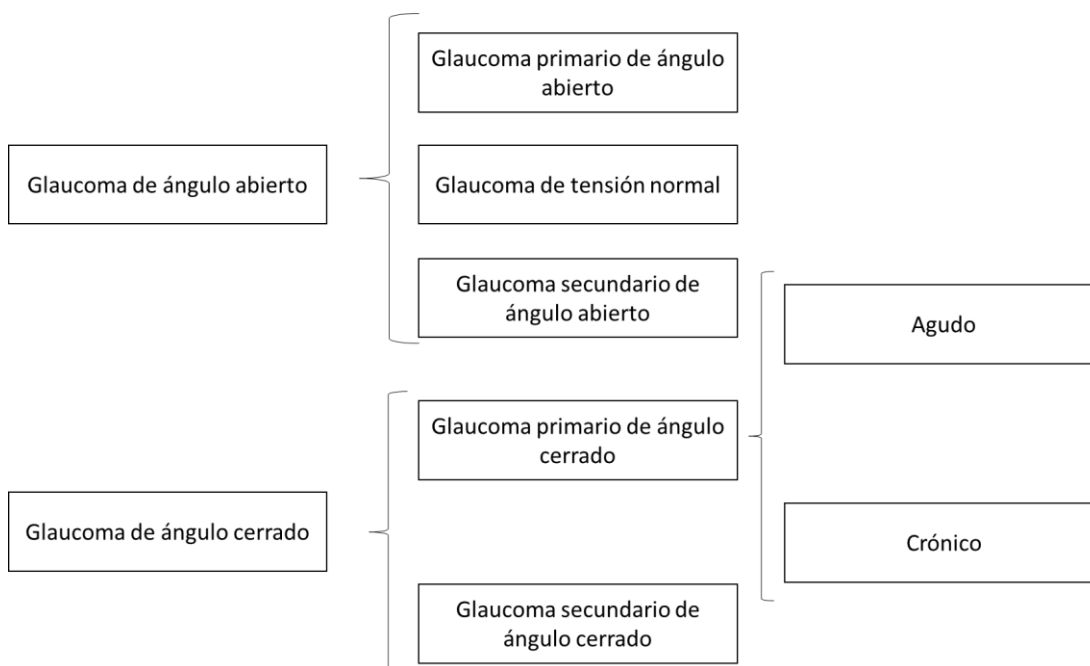 Glaucoma primario de ángulo
abierto
Glaucoma de ángulo abierto
Glaucoma de tensión normal
Glaucoma secundario de
ángulo abierto
Agudo
Glaucoma primario de ángulo
cerrado
Glaucoma de ángulo cerrado
Crónico
Glaucoma secundario de
ángulo cerrado